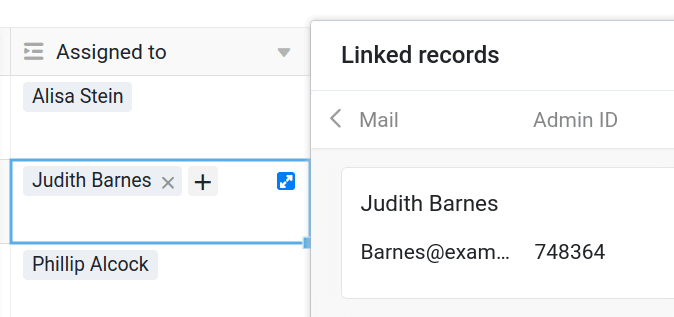 Assigned to
Alisa Stein
Judith Barnes
Phillip Alcock
Linked records
Mail Admin ID
Judith Barnes
Barnes@exam... 748364